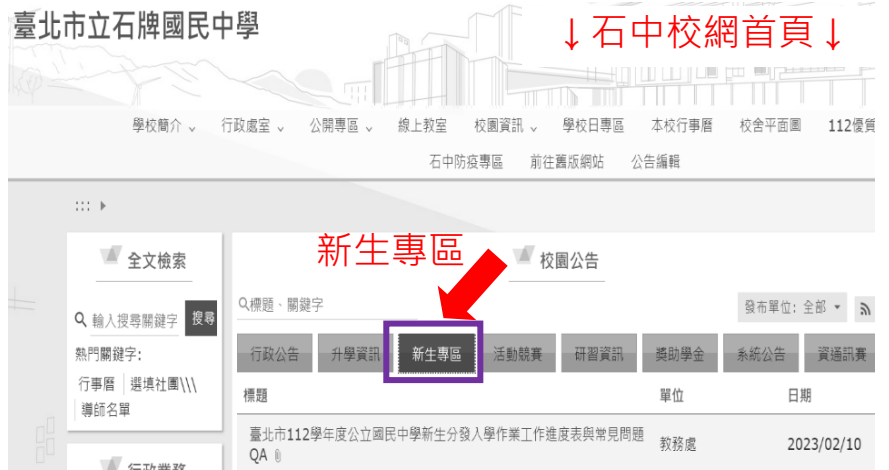 臺北市立石牌國民中學
↓石中校網首頁↓
學校簡介 行政處室 公開專區 線上教室 校園資訊 學校日專區 本校行事曆 校舍平面圖 112優質
石中防疫專區 前往舊版網站 公告編輯
新生專區
全文檢索
校園公告
輸入搜尋關鍵字 搜尋
標題、關鍵字
發布單位: 全部
熱門關鍵字:
行事曆 選填社團\\\
導師名單
行政公告 升學資訊 新生專區 活動競賽 研習資訊 獎助學金 系統公告 資通訊賽
標題 單位 日期
臺北市112學年度公立國民中學新生分發入學作業工作進度表與常見問題
QA
教務處 2023/02/10
行政業務